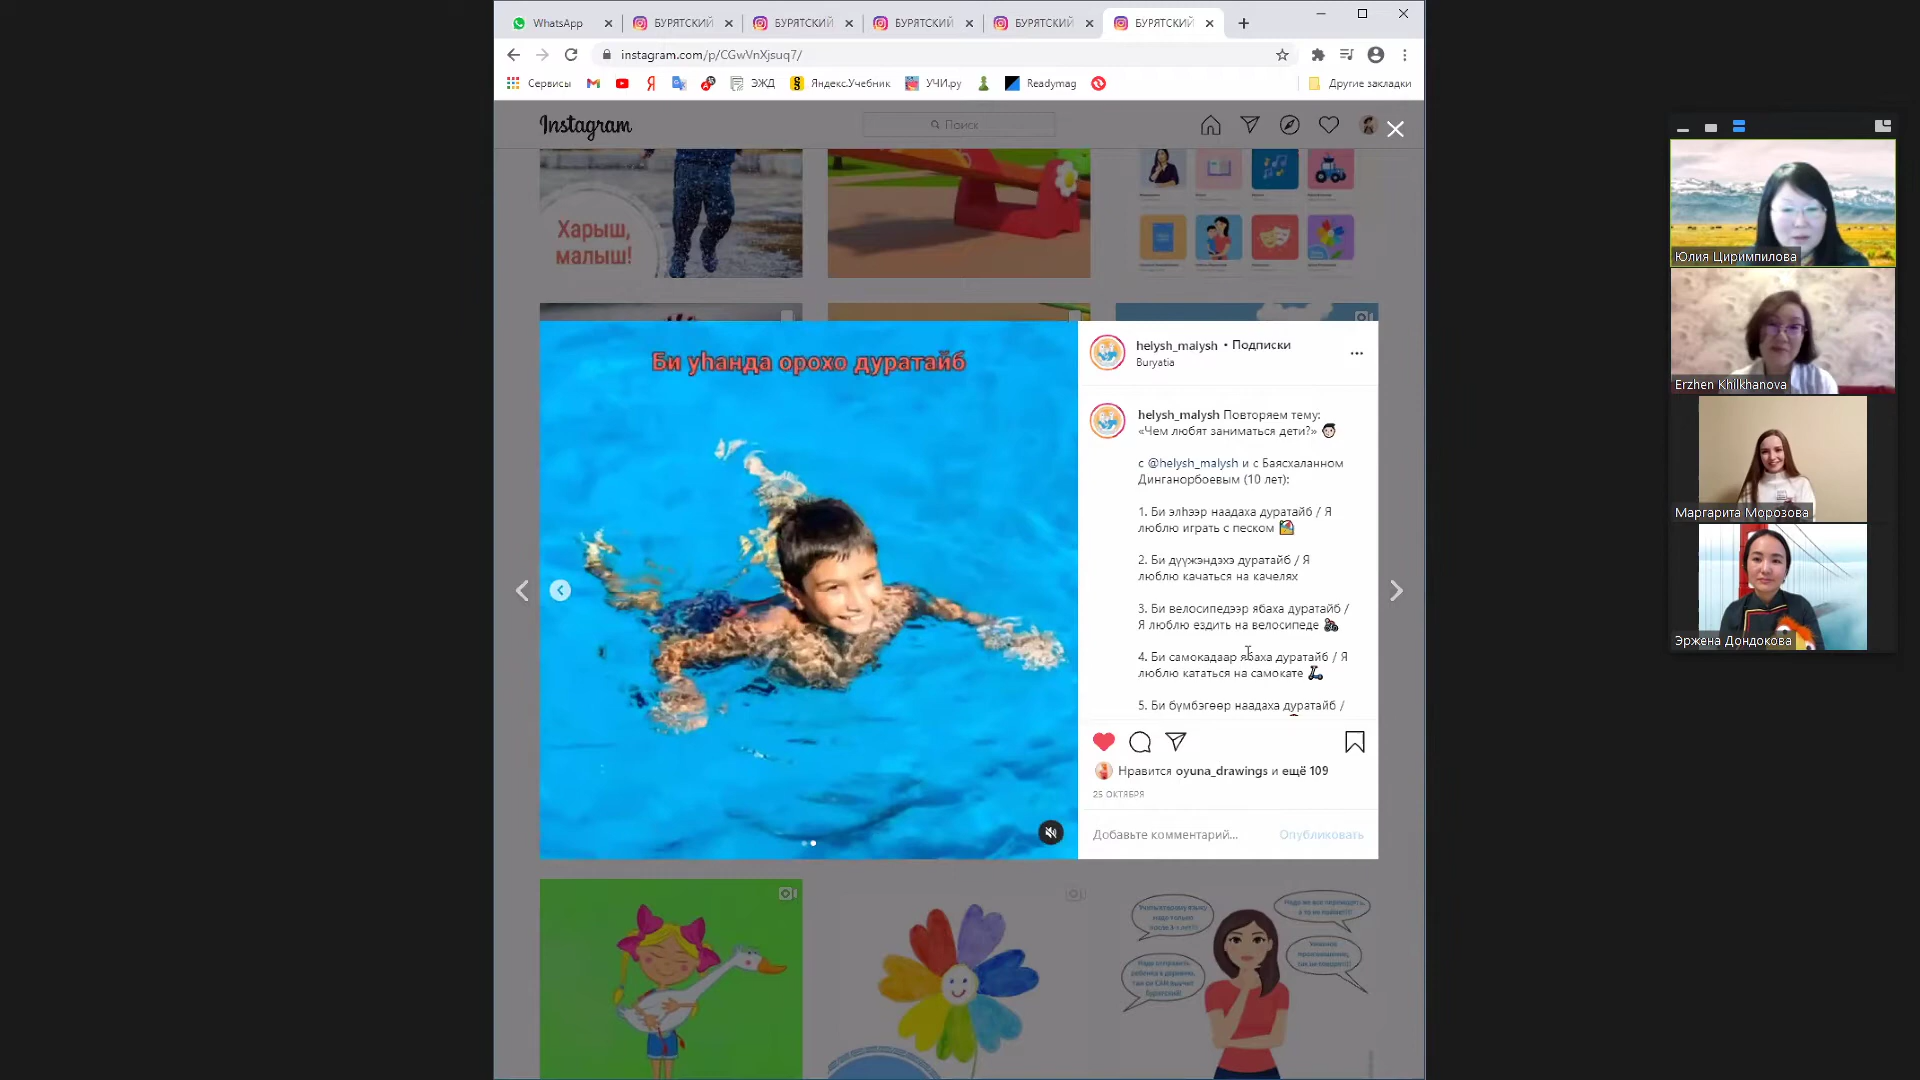 WhatsApp
БУРЯТСКИЙ
БУРЯТСКИЙ
БУРЯТСКИЙ
БУРЯТСКИЙ
БУРЯТСКИЙ
instagram.com/p/CGwVnXjsuq7/
Сервисы
ЭЖД
Яндекс.Учебник
УЧИ.ру
Readymag
Другие закладки
Instagram
Поиск
Харыш,
малыш!
Би уһанда орохо дуратайб
helysh_malysh • Подписки
Buryatia
helysh_malysh Повторяем тему:
«Чем любят заниматься дети?»
с @helysh_malysh и с Баясхаланном
Динганорбоевым (10 лет):
1. Би элһээр наадаха дуратайб / Я
люблю играть с песком
2. Би дүүжэндэхэ дуратайб / Я
люблю качаться на качелях
3. Би велосипедээр ябаха дуратайб /
Я люблю ездить на велосипеде
4. Би самокадаар ябаха дуратайб / Я
люблю кататься на самокате
5. Би бүмбэгөөр наадаха дуратайб /
Нравится oyuna_drawings и ещё 109
25 ОКТЯБРЯ
Добавьте комментарий...
Опубликовать
Юлия Циримпилова
Erzhen Khilkhanova
Маргарита Морозова
Эржена Дондокова